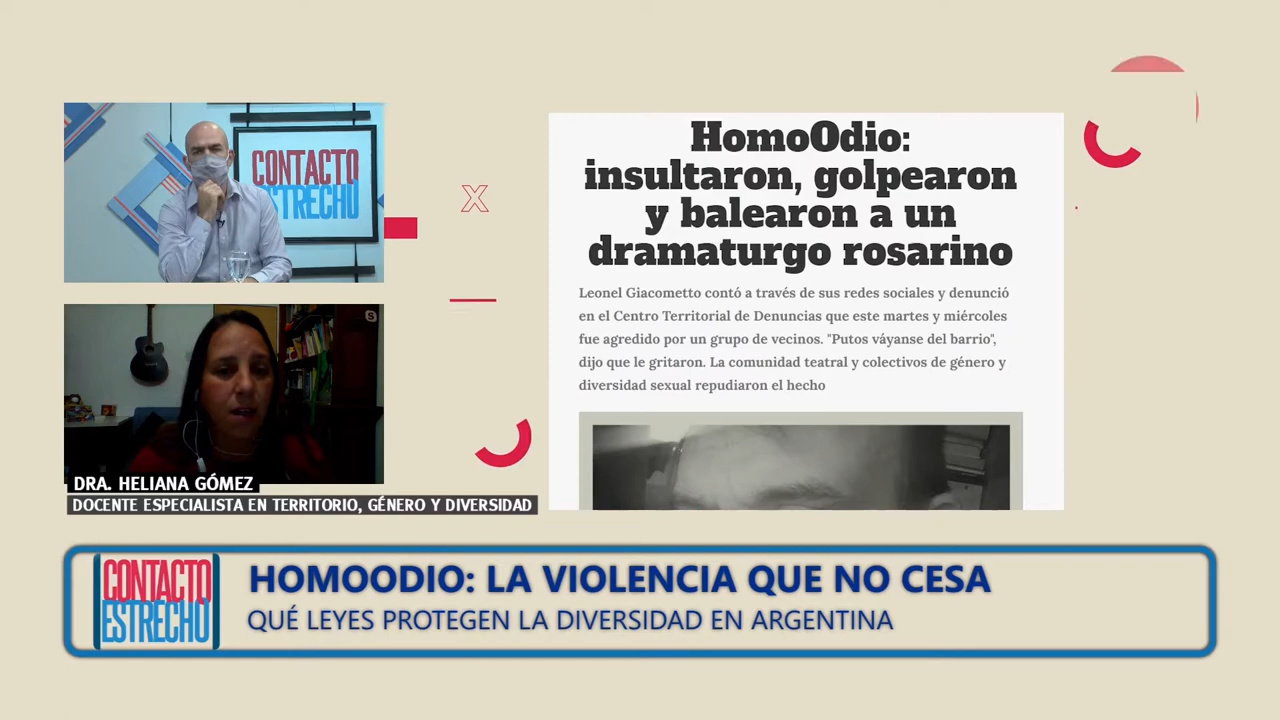 CONTACTO
ESTRECHO
HomoOdio:
insultaron, golpearon
y balearon a un
dramaturgo rosarino
Leonel Giacometto contó a través de sus redes sociales y denunció
en el Centro Territorial de Denuncias que este martes y miércoles
fue agredido por un grupo de vecinos. "Putos váyanse del barrio",
dijo que le gritaron. La comunidad teatral y colectivos de género y
diversidad sexual repudiaron el hecho
DRA. HELIANA GÓMEZ
DOCENTE ESPECIALISTA EN TERRITORIO, GÉNERO Y DIVERSIDAD
CONTACTO
ESTRECHO
HOMOODIO: LA VIOLENCIA QUE NO CESA
QUÉ LEYES PROTEGEN LA DIVERSIDAD EN ARGENTINA